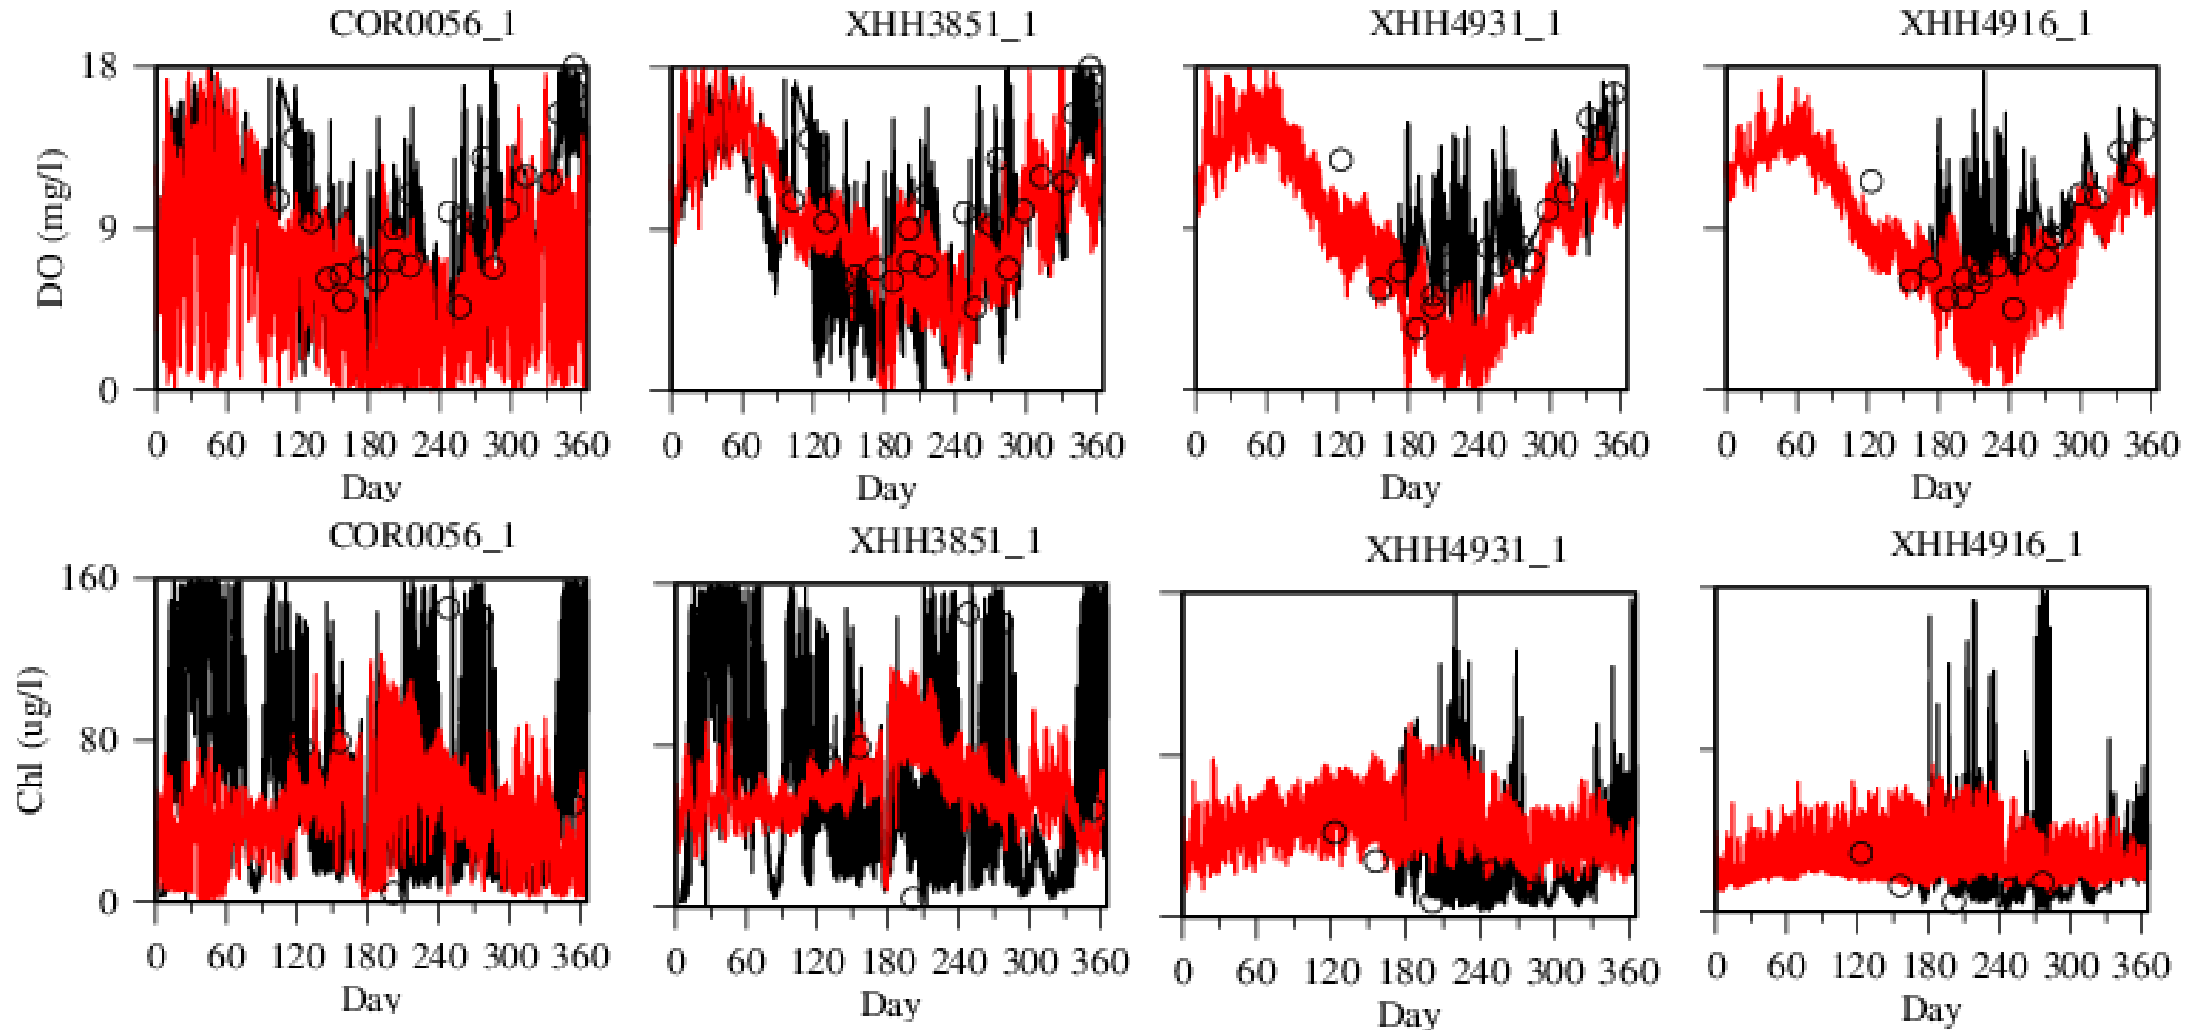 COR0056_1 XHH3851_1 XHH4931_1 XHH4916_1
18
9
0
DO (mg/l)
0 60 120 180 240 300 360 0 60 120 180 240 300 360 0 60 120 180 240 300 360 0 60 120 180 240 300 360
Day Day Day Day
COR0056_1 XHH3851_1 XHH4931_1 XHH4916_1
160
80
0
Chl (ug/l)
0 60 120 180 240 300 360 0 60 120 180 240 300 360 0 60 120 180 240 300 360 0 60 120 180 240 300 360
Day Day Day Day